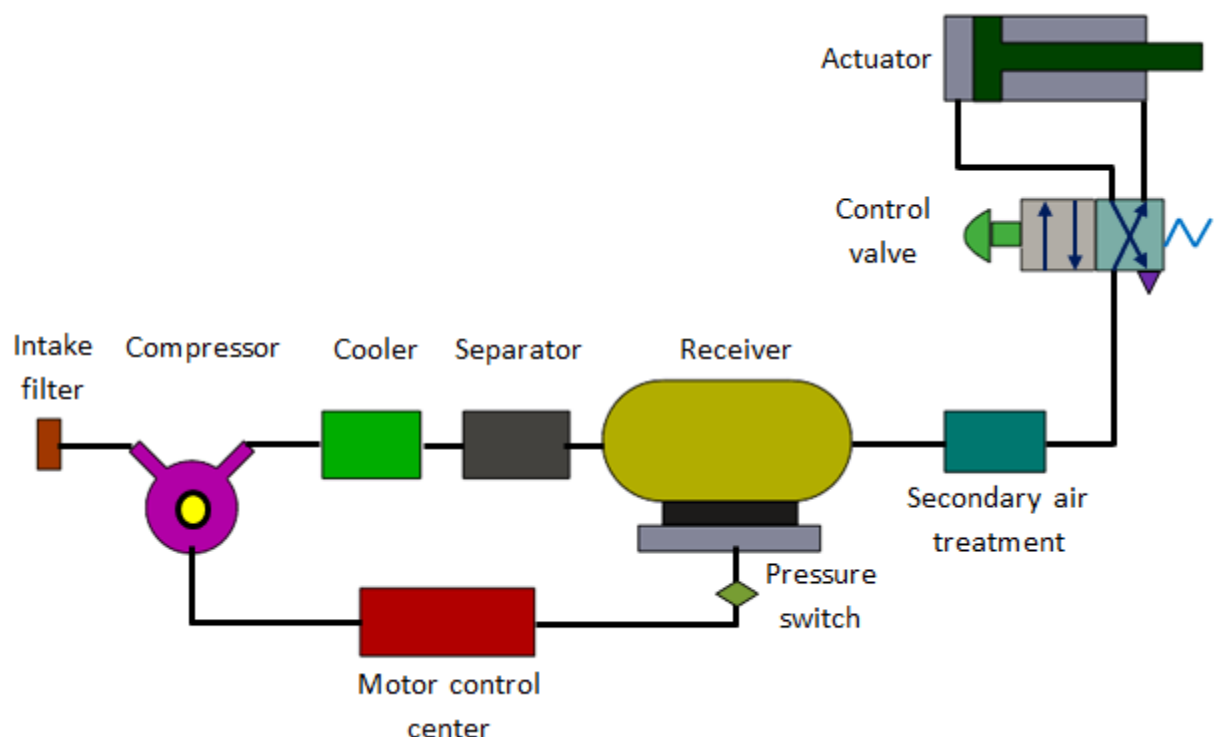 Actuator
Control
valve
Intake
filter
Compressor
Cooler
Separator
Receiver
Secondary air
treatment
Pressure
switch
Motor control
center